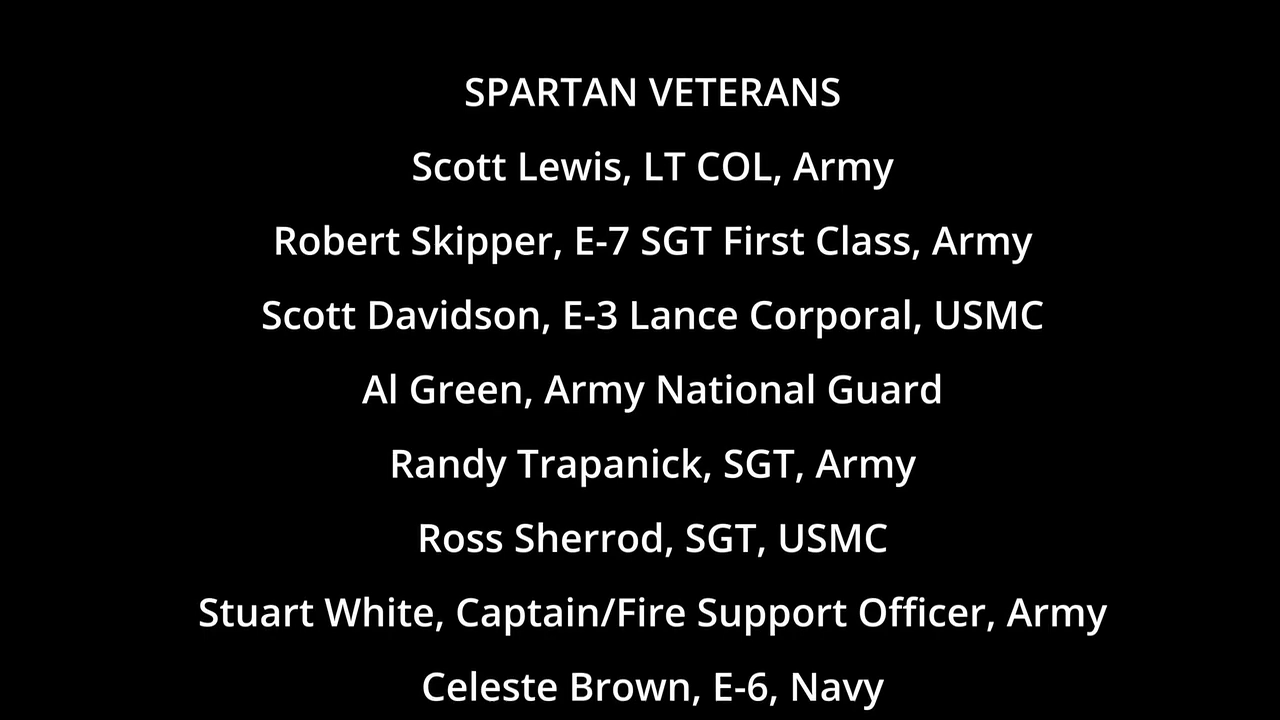 SPARTAN VETERANS
Scott Lewis, LT COL, Army
Robert Skipper, E-7 SGT First Class, Army
Scott Davidson, E-3 Lance Corporal, USMC
Al Green, Army National Guard
Randy Trapanick, SGT, Army
Ross Sherrod, SGT, USMC
Stuart White, Captain/Fire Support Officer, Army
Celeste Brown, E-6, Navy